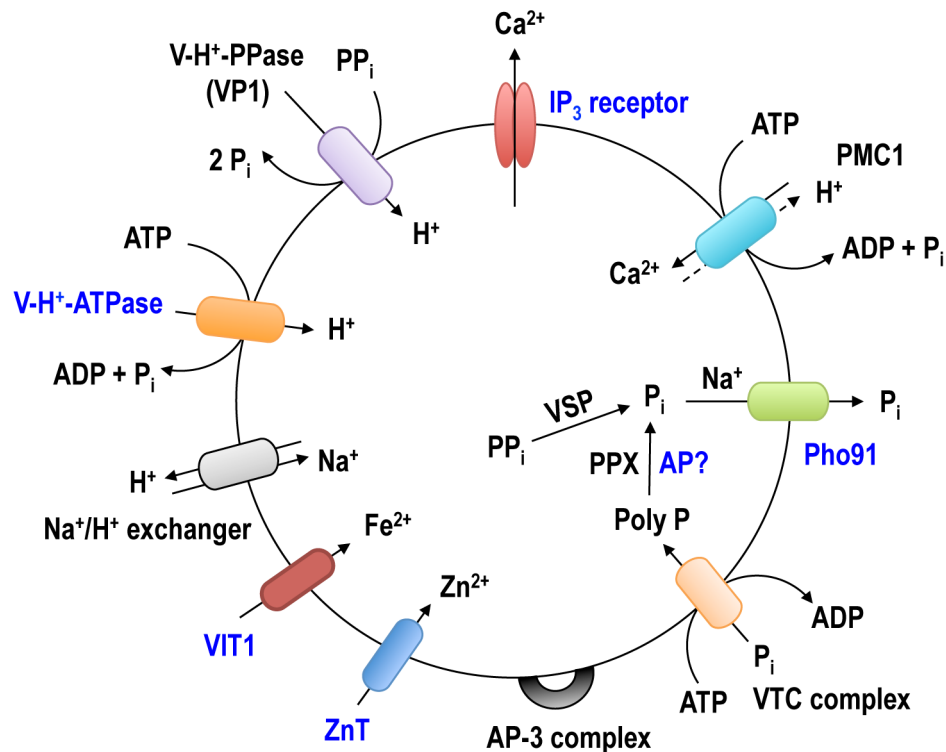 Ca²⁺
V-H⁺-PPase
(VP1)
PPᵢ
IP₃ receptor
ATP
PMC1
2 Pᵢ
H⁺
H⁺
ATP
ADP + Pᵢ
Ca²⁺
V-H⁺-ATPase
H⁺
ADP + Pᵢ
Na⁺
VSP
Pᵢ
Pᵢ
PPᵢ
PPX
AP?
Pho91
H⁺
Na⁺
Na⁺/H⁺ exchanger
Poly P
Fe²⁺
Zn²⁺
ADP
VIT1
Pᵢ
ATP
VTC complex
ZnT
AP-3 complex